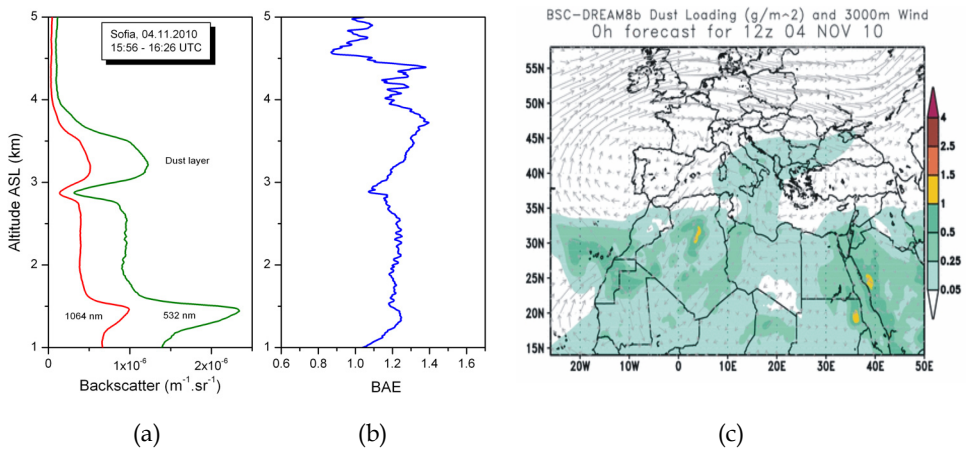 Sofia, 04.11.2010
15:56 - 16:26 UTC
Dust layer
1064 nm
532 nm
Altitude ASL (km)
5
4
3
2
1
0
1x10⁻⁶
2x10⁻⁶
Backscatter (m⁻¹.sr⁻¹)
(a)
5
4
3
2
1
0.6
0.8
1.0
1.2
1.4
1.6
BAE
(b)
BSC-DREAM8b Dust Loading (g/m^2) and 3000m Wind
0h forecast for 12z 04 NOV 10
55N
50N
45N
40N
35N
30N
25N
20N
15N
20W
10W
0
10E
20E
30E
40E
50E
4
2.5
1.5
1
0.5
0.25
0.05
(c)